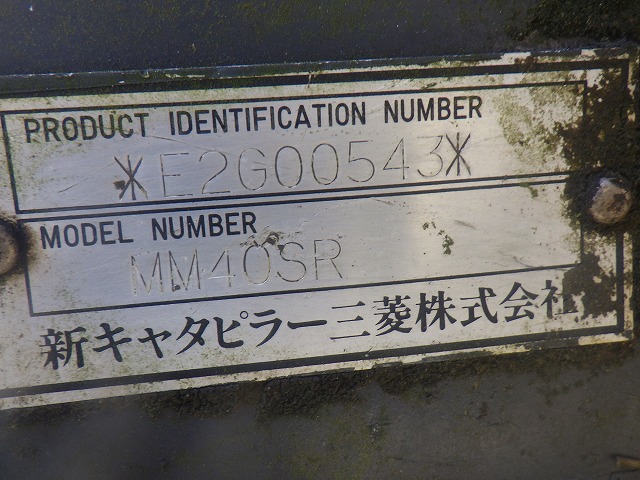 PRODUCT IDENTIFICATION NUMBER
*E2G00543*
MODEL NUMBER
MM40SR
新キャタピラー三菱株式会社